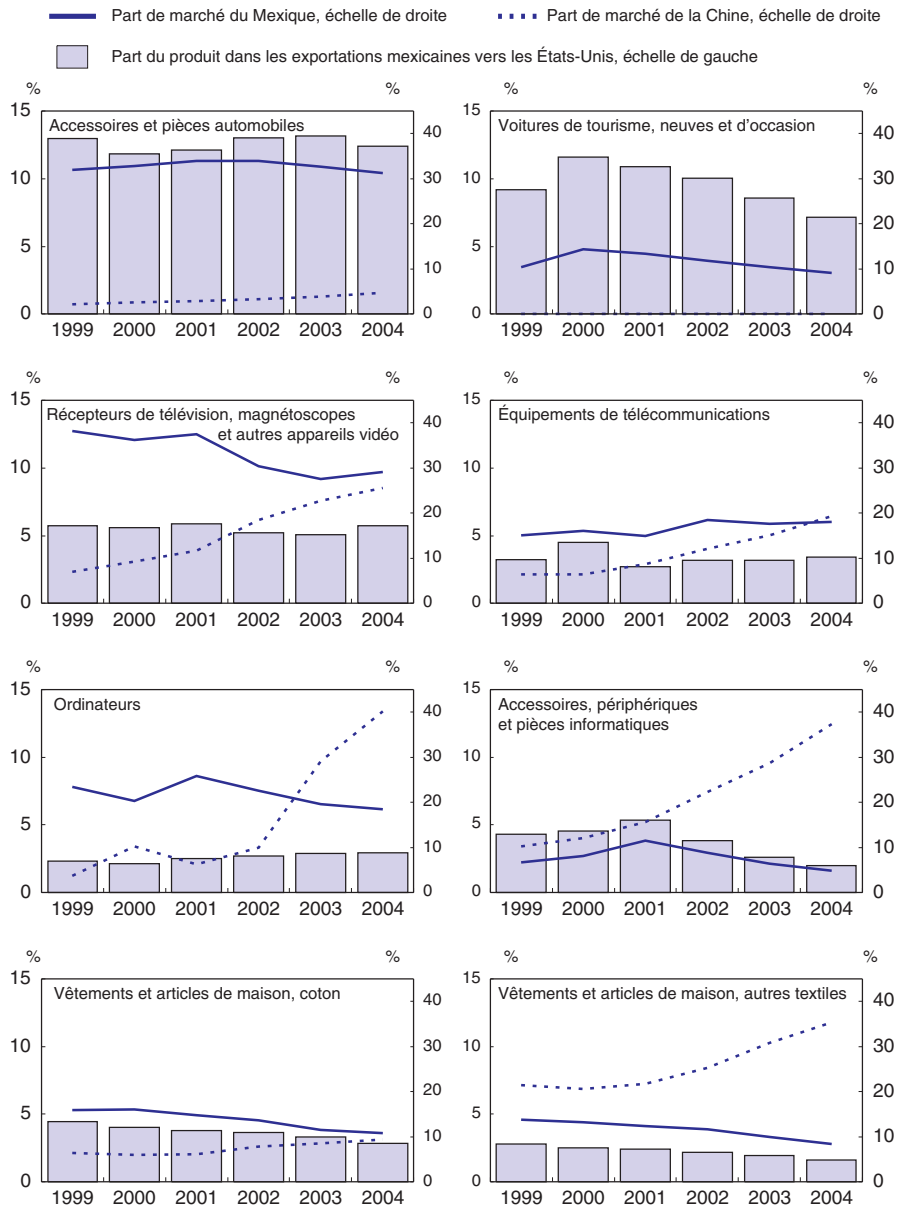 Part de marché du Mexique, échelle de droite
Part de marché de la Chine, échelle de droite
Part du produit dans les exportations mexicaines vers les États-Unis, échelle de gauche
% % % %
Accessoires et pièces automobiles
Voitures de tourisme, neuves et d'occasion
15 15
40 40
10 30 10 30
20 20
5 5
10 10
0 0 0 0
1999 2000 2001 2002 2003 2004 1999 2000 2001 2002 2003 2004
% % % %
Récepteurs de télévision, magnétoscopes
et autres appareils vidéo
Équipements de télécommunications
15 15
40 40
10 30 10 30
20 20
5 5
10 10
0 0 0 0
1999 2000 2001 2002 2003 2004 1999 2000 2001 2002 2003 2004
% % % %
Ordinateurs
Accessoires, périphériques
et pièces informatiques
15 15
40 40
10 30 10 30
20 20
5 5
10 10
0 0 0 0
1999 2000 2001 2002 2003 2004 1999 2000 2001 2002 2003 2004
% % % %
Vêtements et articles de maison, coton
Vêtements et articles de maison, autres textiles
15 15
40 40
10 30 10 30
20 20
5 5
10 10
0 0 0 0
1999 2000 2001 2002 2003 2004 1999 2000 2001 2002 2003 2004